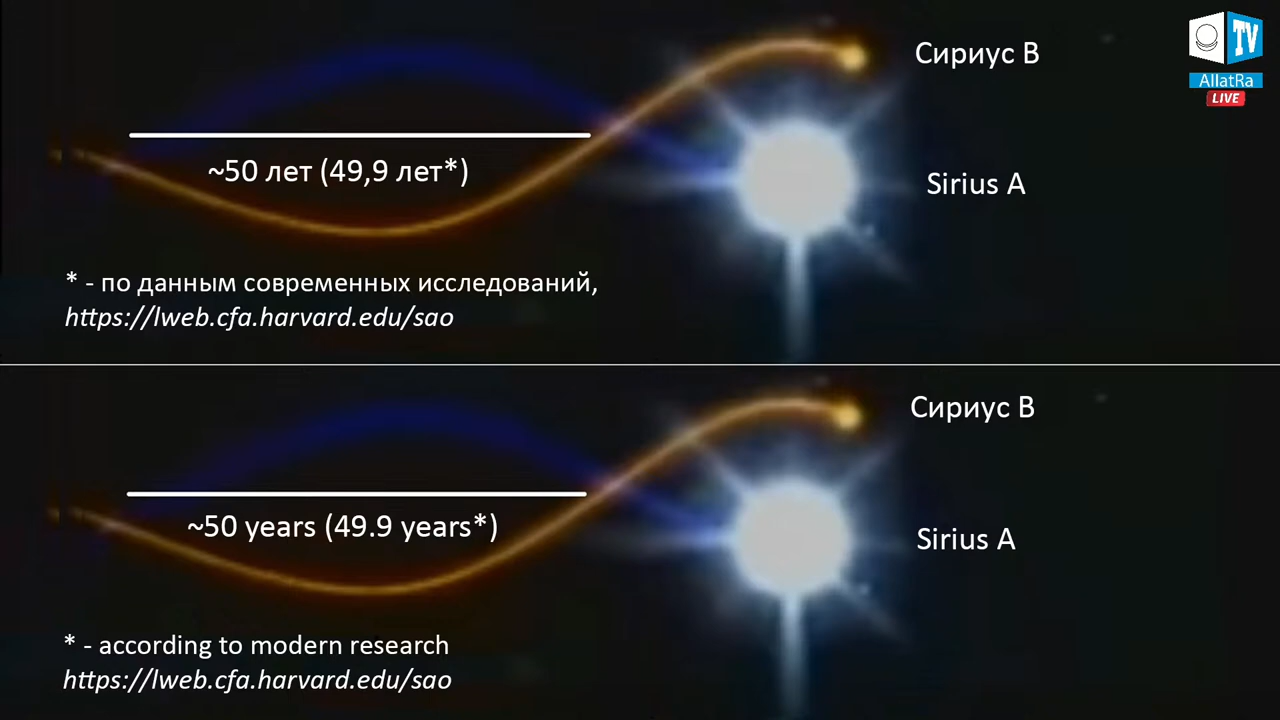 Сириус В
TV
AllatRa
LIVE
~50 лет (49,9 лет*)
Sirius A
* - по данным современных исследований,
https://lweb.cfa.harvard.edu/sao
Сириус В
~50 years (49.9 years*)
Sirius A
* - according to modern research
https://lweb.cfa.harvard.edu/sao